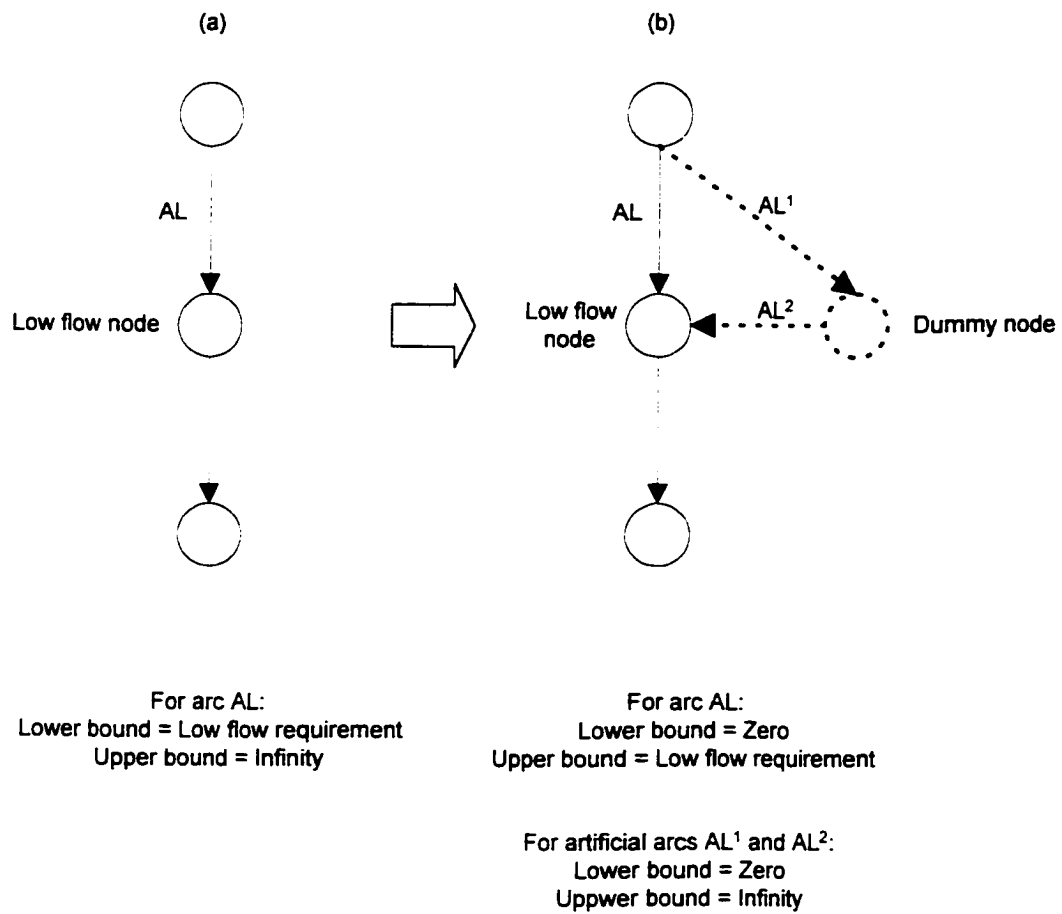 (a)
(b)
AL
AL
AL¹
Low flow node
Low flow
node
AL²
Dummy node
For arc AL:
Lower bound = Low flow requirement
Upper bound = Infinity
For arc AL:
Lower bound = Zero
Upper bound = Low flow requirement
For artificial arcs AL¹ and AL²:
Lower bound = Zero
Uppwer bound = Infinity